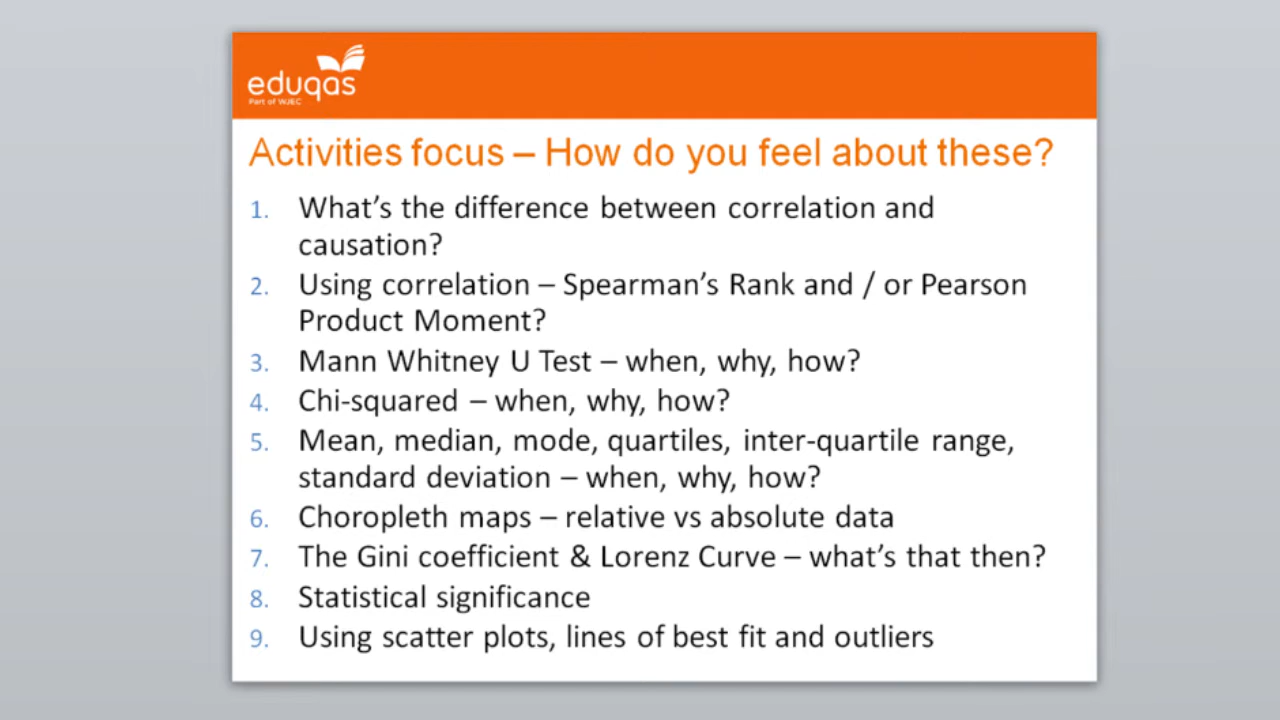 eduqas
Part of WJEC
Activities focus – How do you feel about these?
1. What's the difference between correlation and
causation?
2. Using correlation – Spearman's Rank and / or Pearson
Product Moment?
3. Mann Whitney U Test – when, why, how?
4. Chi-squared – when, why, how?
5. Mean, median, mode, quartiles, inter-quartile range,
standard deviation – when, why, how?
6. Choropleth maps – relative vs absolute data
7. The Gini coefficient & Lorenz Curve – what's that then?
8. Statistical significance
9. Using scatter plots, lines of best fit and outliers